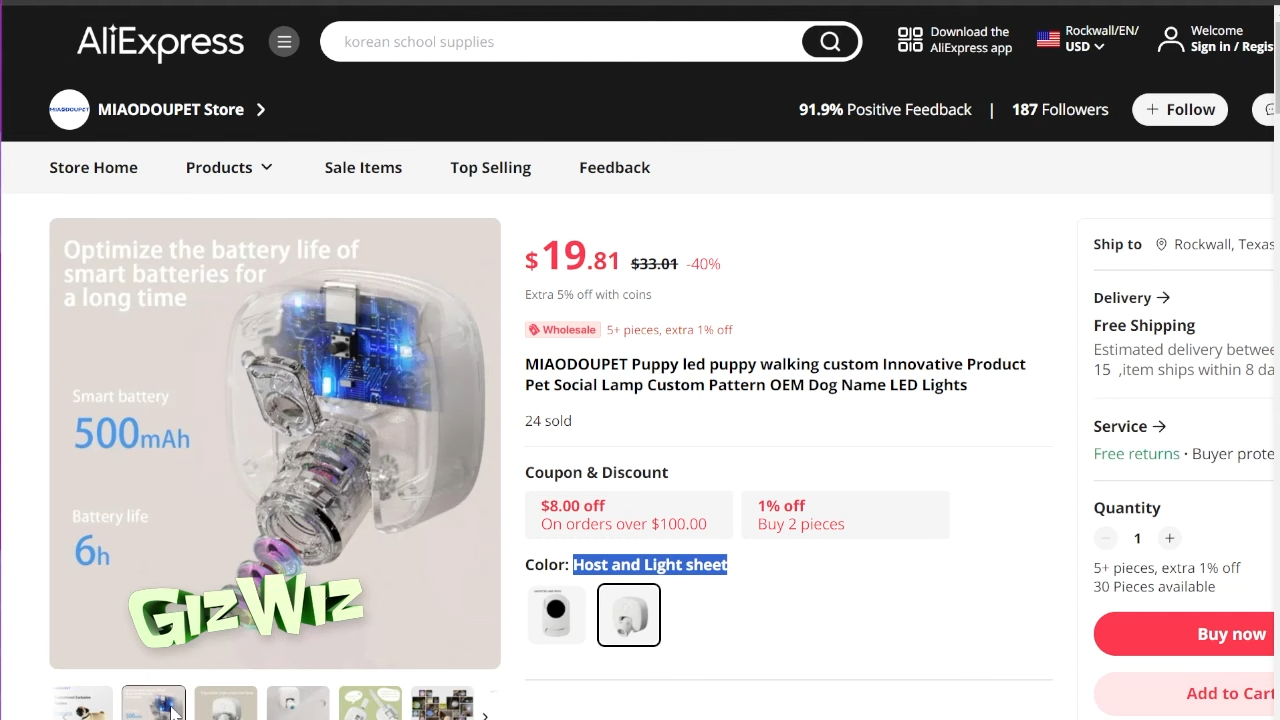 AliExpress
korean school supplies
Download the
AliExpress app
Rockwall/EN/
USD
Welcome
Sign in / Regis
MIAODOUPET
MIAODOUPET Store
91.9% Positive Feedback | 187 Followers
+ Follow
Store Home
Products
Sale Items
Top Selling
Feedback
Optimize the battery life of
smart batteries for
a long time
Smart battery
500mAh
Battery life
6h
GizWiz
$19.81 $33.01 -40%
Extra 5% off with coins
Wholesale 5+ pieces, extra 1% off
MIAODOUPET Puppy led puppy walking custom Innovative Product
Pet Social Lamp Custom Pattern OEM Dog Name LED Lights
24 sold
Coupon & Discount
$8.00 off
On orders over $100.00
1% off
Buy 2 pieces
Color: Host and Light sheet
Ship to Rockwall, Texas
Delivery
Free Shipping
Estimated delivery betwee
15 ,item ships within 8 da
Service
Free returns · Buyer prote
Quantity
− 1 +
5+ pieces, extra 1% off
30 Pieces available
Buy now
Add to Cart